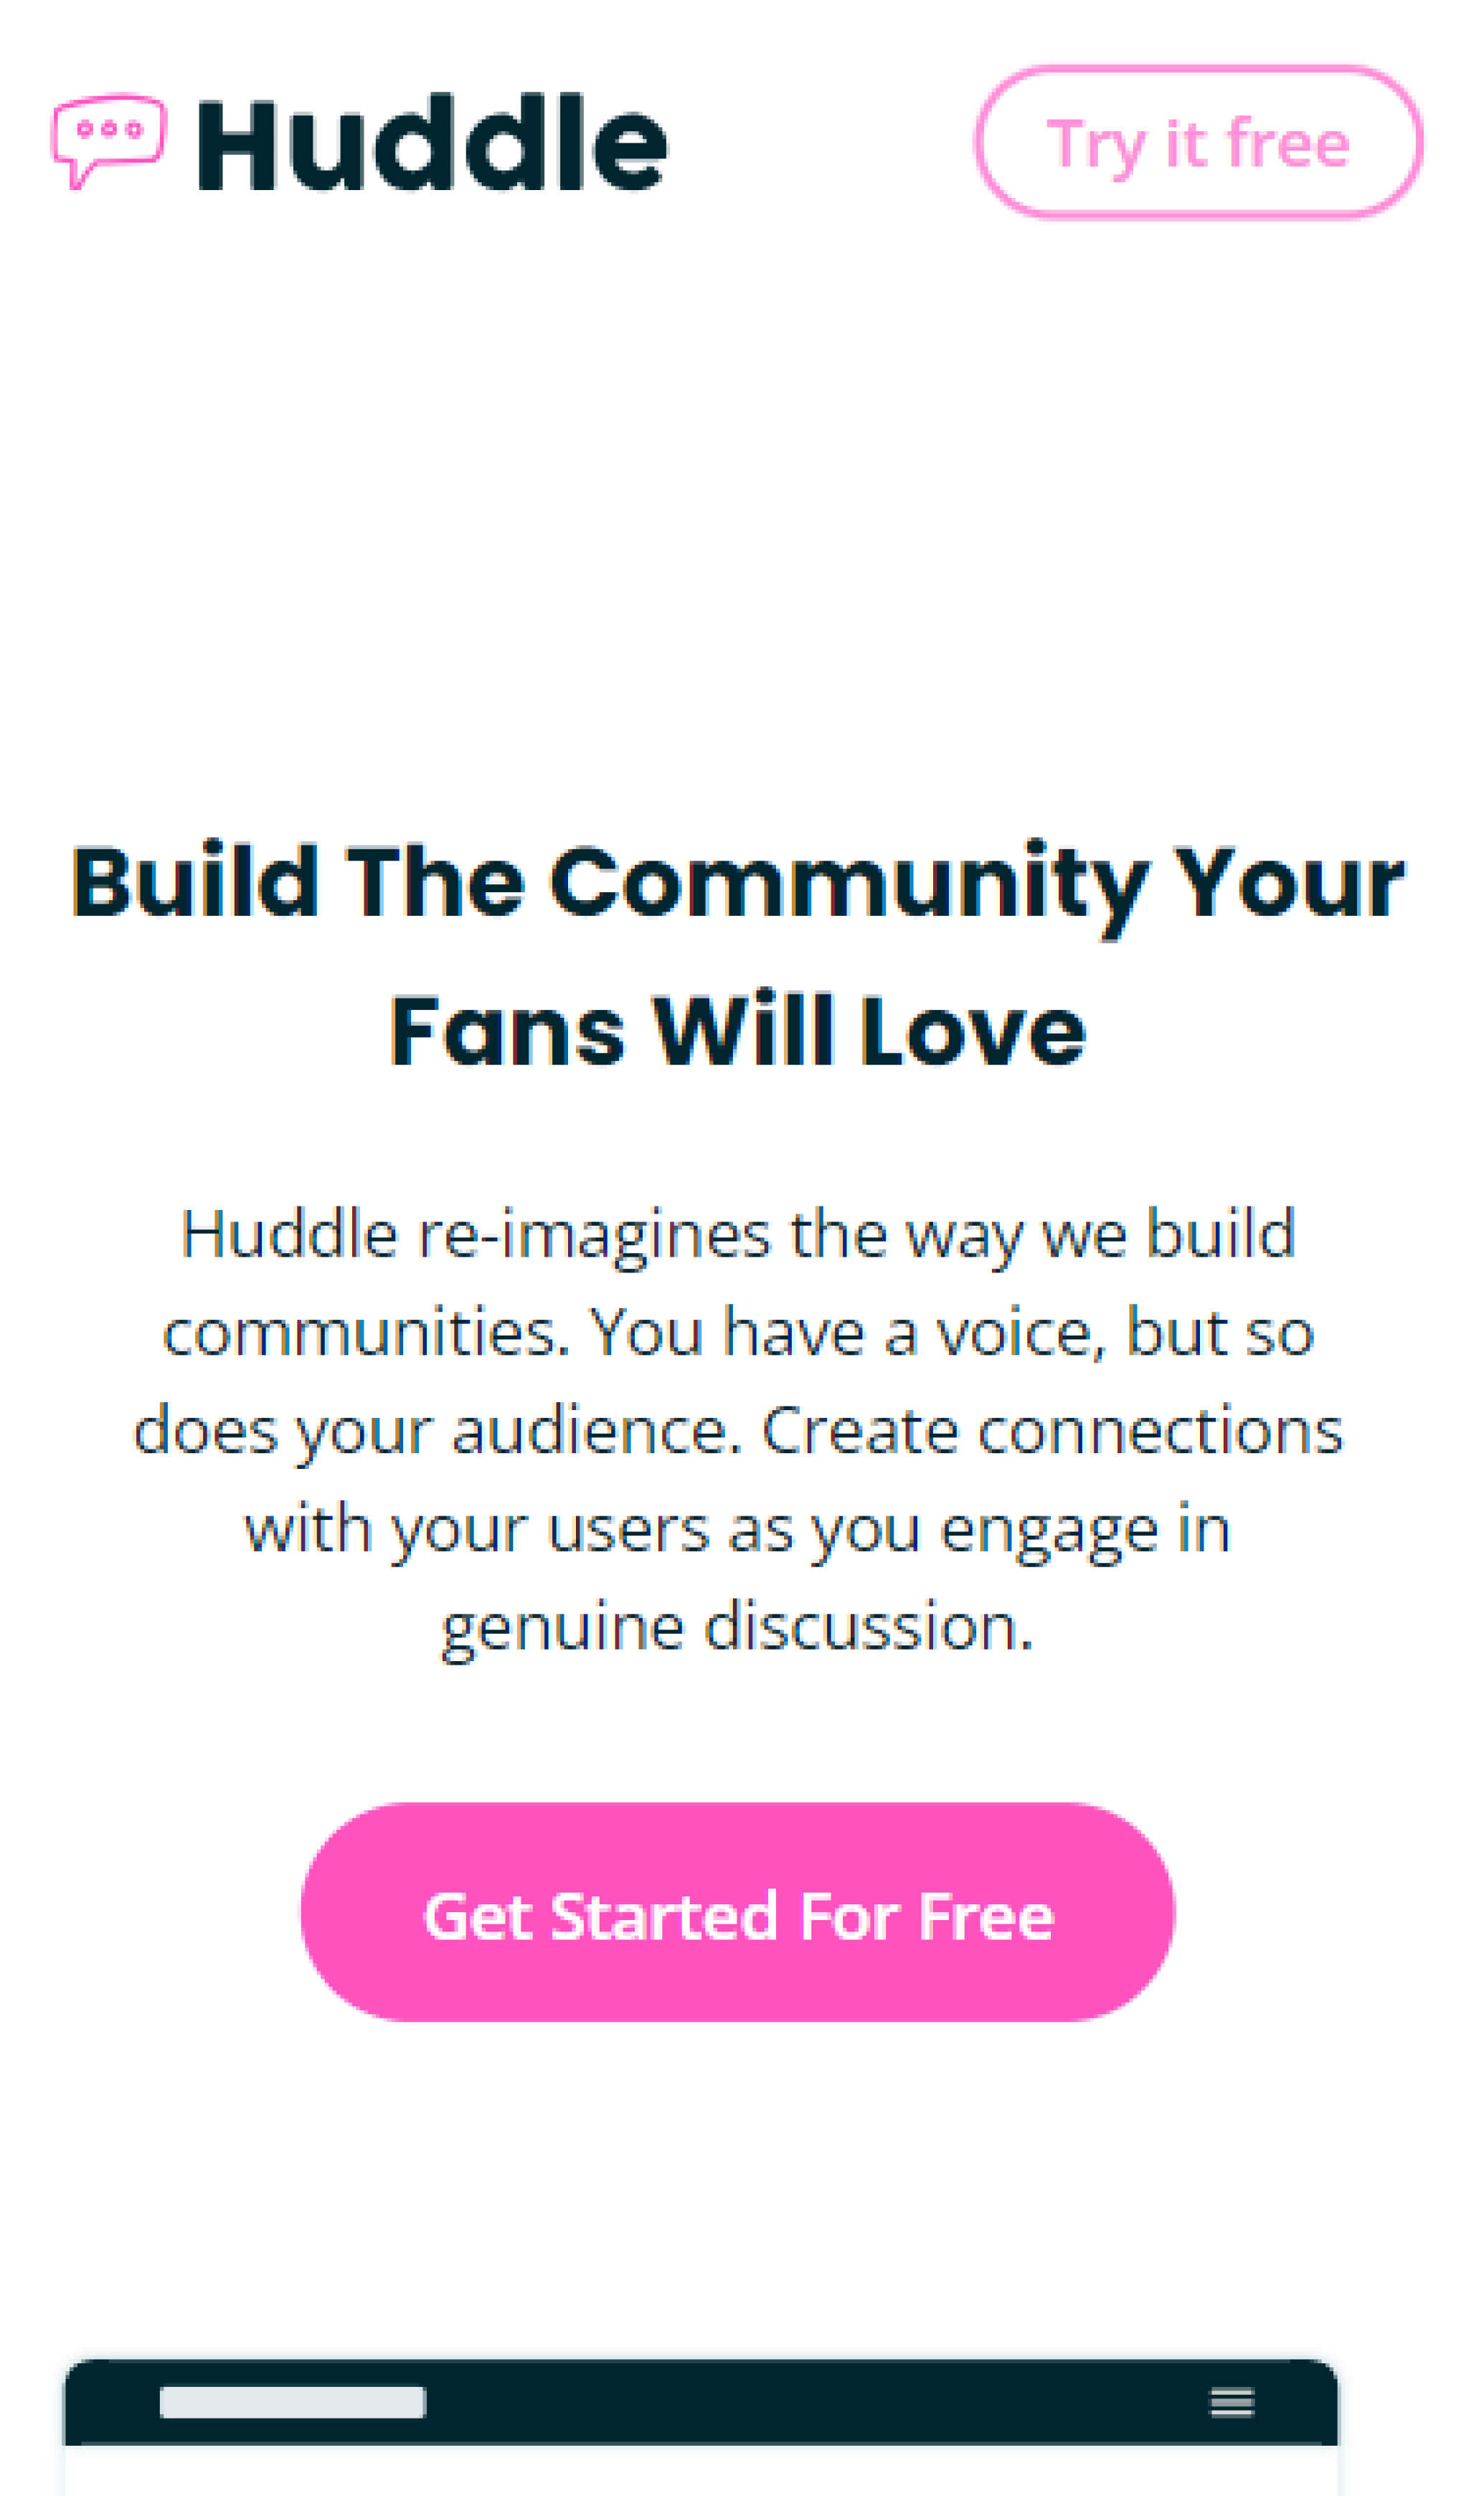 Huddle
Try it free
Build The Community Your
Fans Will Love
Huddle re-imagines the way we build
communities. You have a voice, but so
does your audience. Create connections
with your users as you engage in
genuine discussion.
Get Started For Free